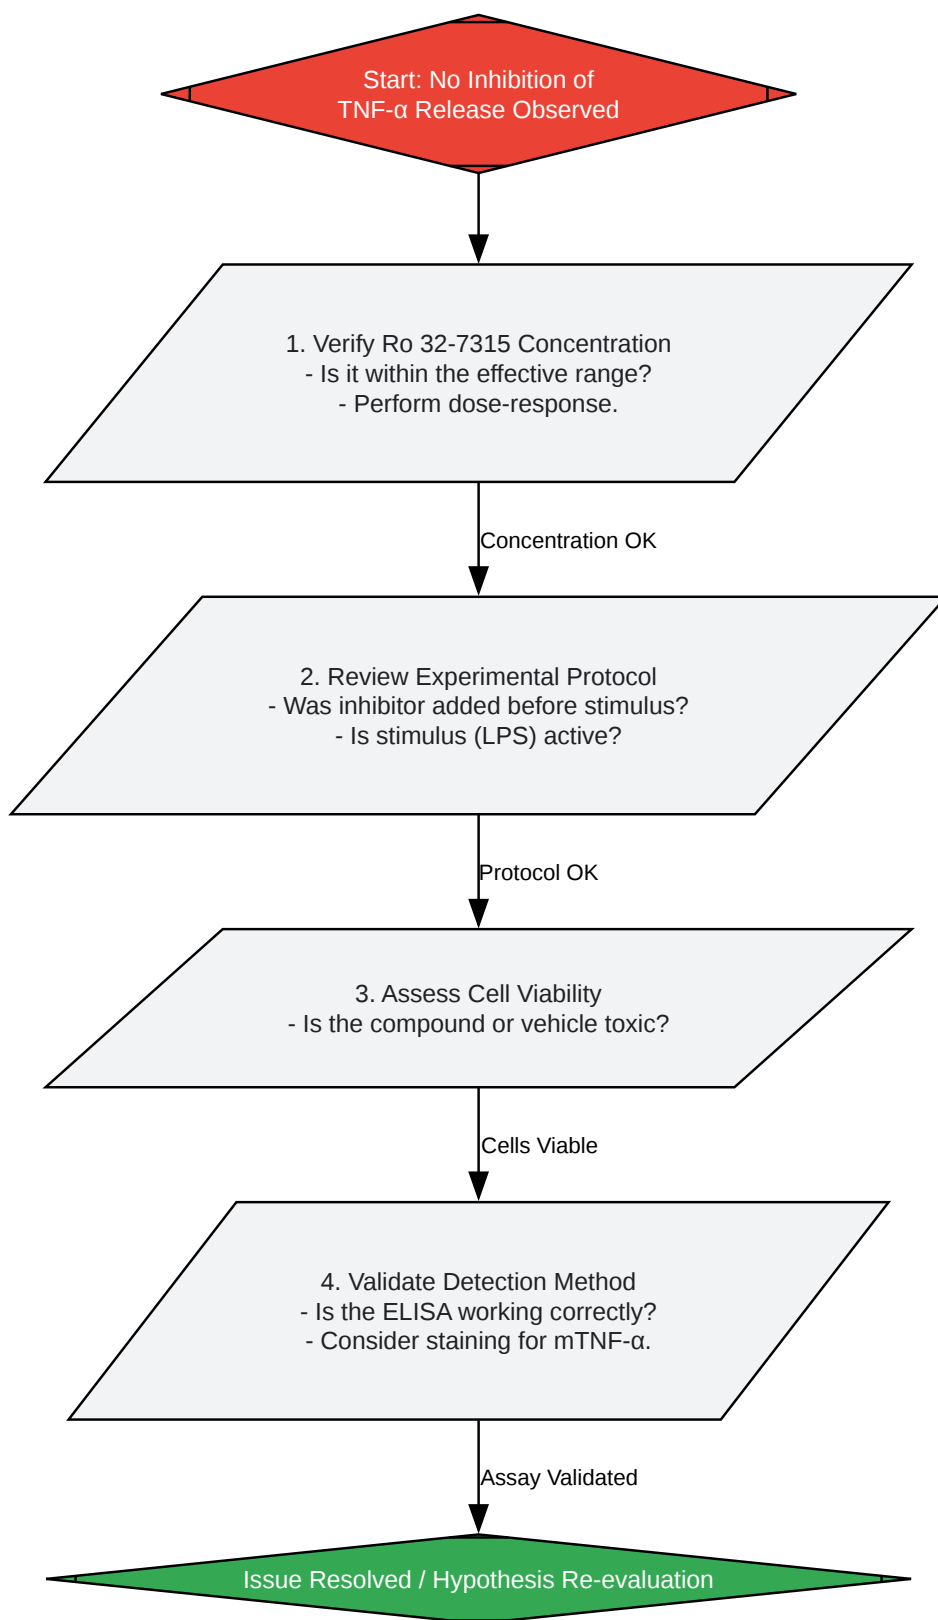 Start: No Inhibition of
TNF-α Release Observed
1. Verify Ro 32-7315 Concentration
- Is it within the effective range?
- Perform dose-response.
Concentration OK
2. Review Experimental Protocol
- Was inhibitor added before stimulus?
- Is stimulus (LPS) active?
Protocol OK
3. Assess Cell Viability
- Is the compound or vehicle toxic?
Cells Viable
4. Validate Detection Method
- Is the ELISA working correctly?
- Consider staining for mTNF-α.
Assay Validated
Issue Resolved / Hypothesis Re-evaluation